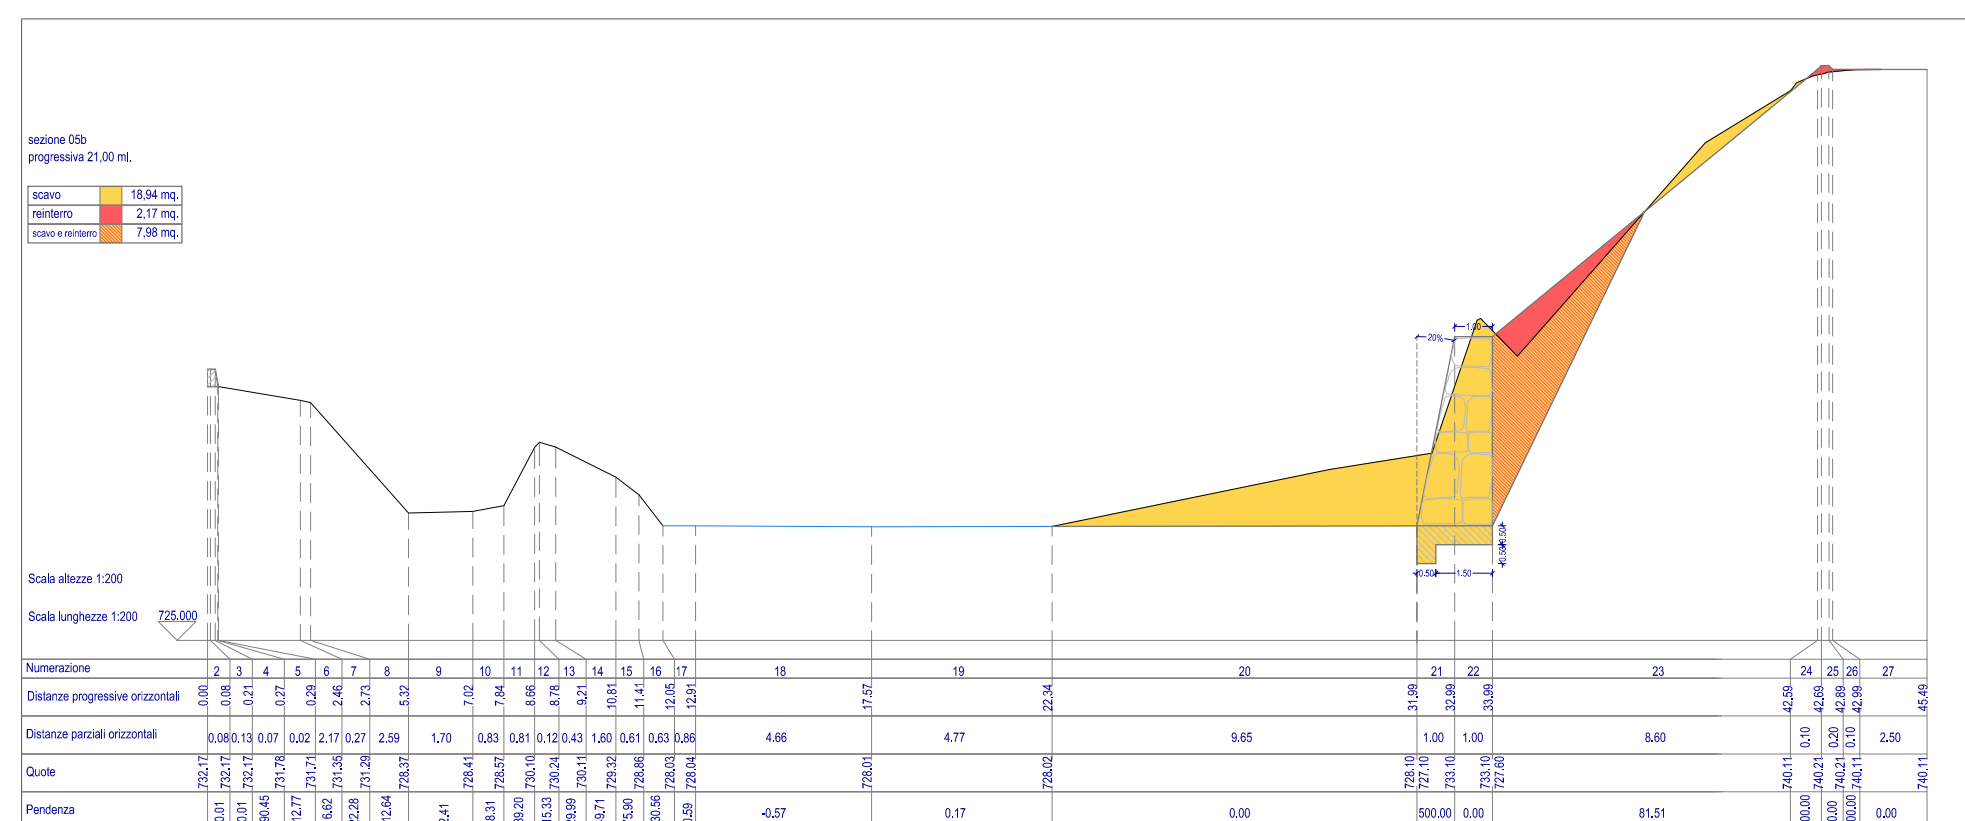 sezione 05b
progressiva 21,00 ml.
scavo 18,94 mq.
reinterro 2,17 mq.
scavo e reinterro 7,98 mq.
20% 1.00
0.50
0.50
0.50 1.50
Scala altezze 1:200
Scala lunghezze 1:200 725.000
Numerazione 2 3 4 5 6 7 8 9 10 11 12 13 14 15 16 17 18 19 20 21 22 23 24 25 26 27
Distanze progressive orizzontali 0.00 0.08 0.21 0.27 0.29 2.46 2.73 5.32 7.02 7.84 8.66 8.78 9.21 10.81 11.41 12.05 12.91 17.57 22.34 31.99 32.99 33.99 42.59 42.69 42.89 42.99 45.49
Distanze parziali orizzontali 0.08 0.13 0.07 0.02 2.17 0.27 2.59 1.70 0.83 0.81 0.12 0.43 1.60 0.61 0.63 0.86 4.66 4.77 9.65 1.00 1.00 8.60 0.10 0.20 0.10 2.50
Quote 732.17 732.17 732.17 731.78 731.71 731.35 731.29 728.37 728.41 728.57 730.10 730.24 730.11 729.32 728.86 728.03 728.04 728.01 728.02 728.10 727.10 733.10 733.10 727.60 740.11 740.21 740.21 740.11 740.11
Pendenza -0.57 0.17 0.00 500.00 0.00 81.51 0.00